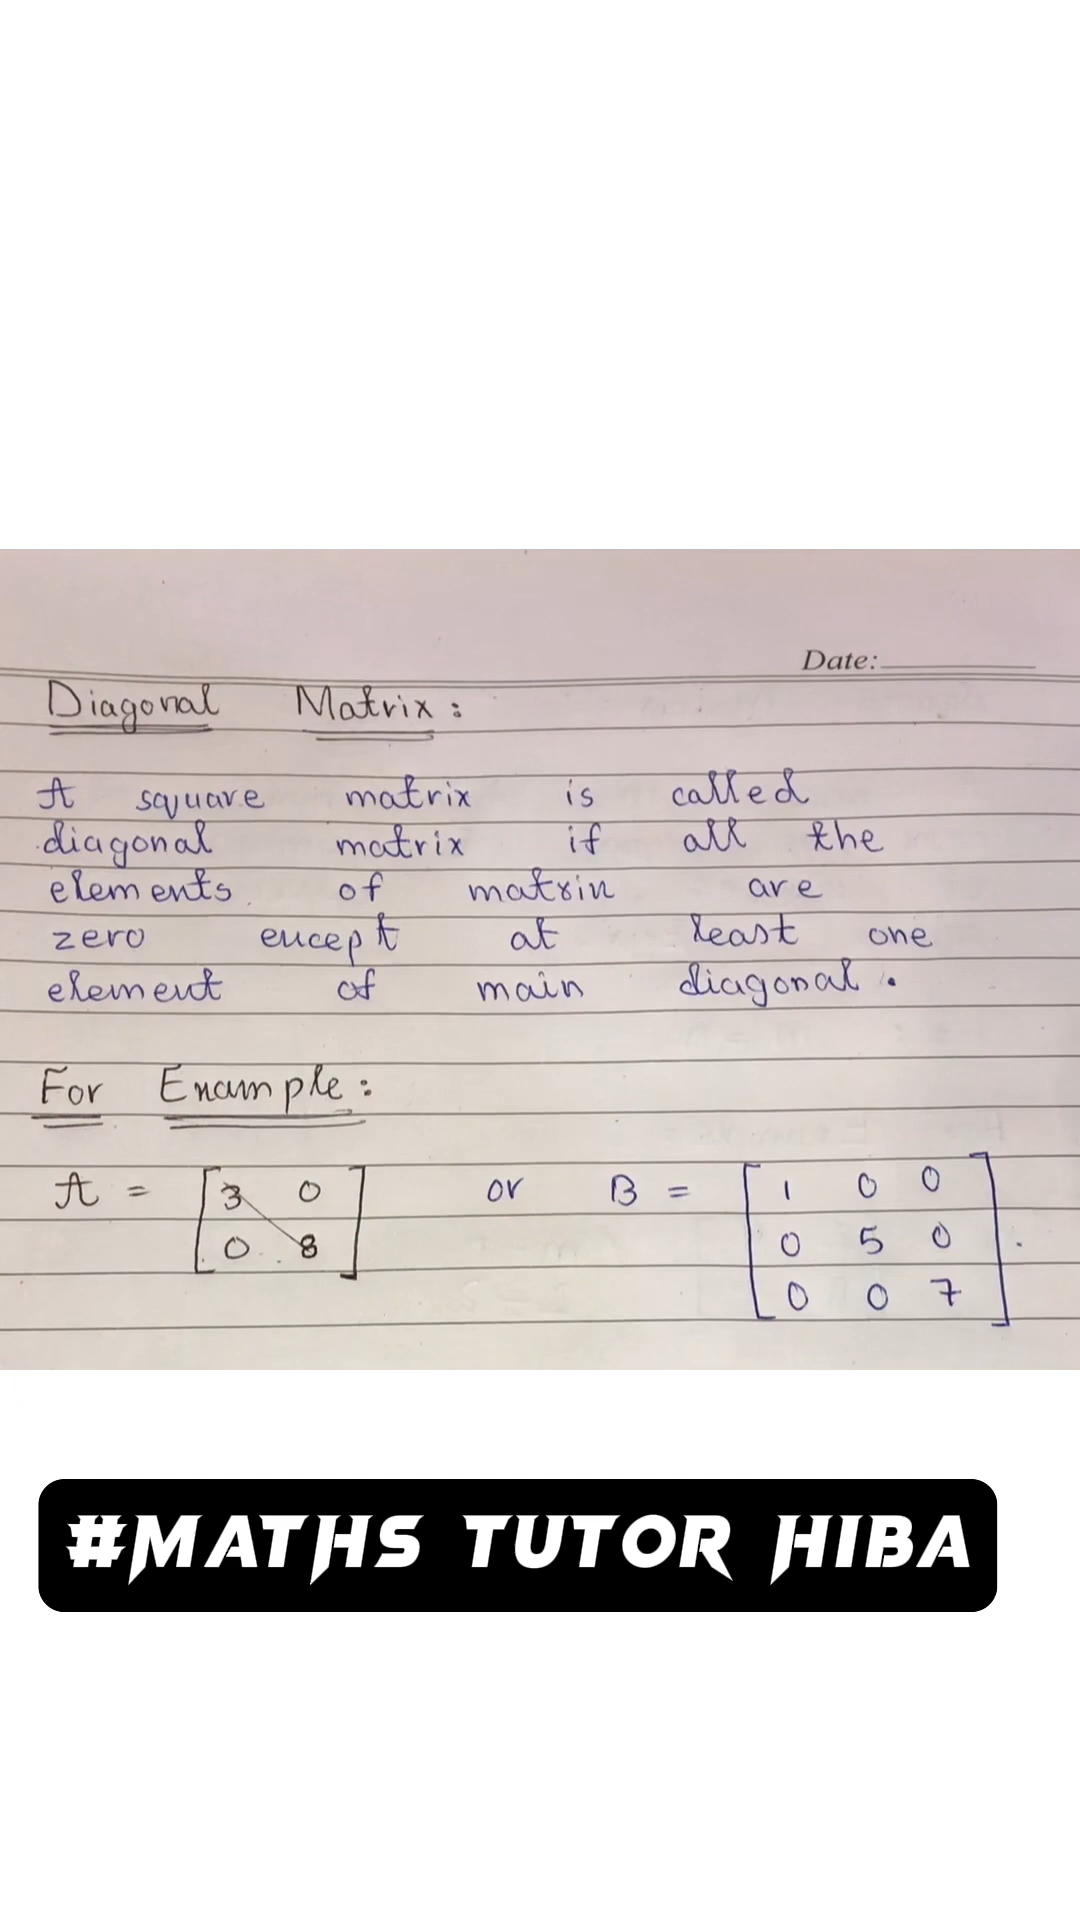 Date:
Diagonal Matrix:
A square matrix is called
diagonal matrix if all the
elements of matrix are
zero except at least one
element of main diagonal.
For Example:
A = [3 0 or B = [1 0 0
0 8] 0 5 0
0 0 7].
#MATHS TUTOR HIBA